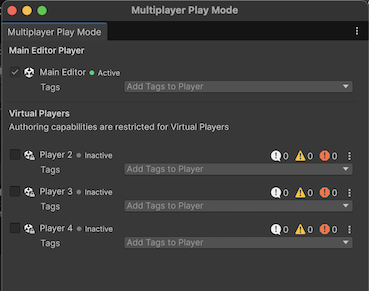 Multiplayer Play Mode
Multiplayer Play Mode
Main Editor Player
Main Editor Active
Tags Add Tags to Player
Virtual Players
Authoring capabilities are restricted for Virtual Players
Player 2 Inactive 0 0 0
Tags Add Tags to Player
Player 3 Inactive 0 0 0
Tags Add Tags to Player
Player 4 Inactive 0 0 0
Tags Add Tags to Player